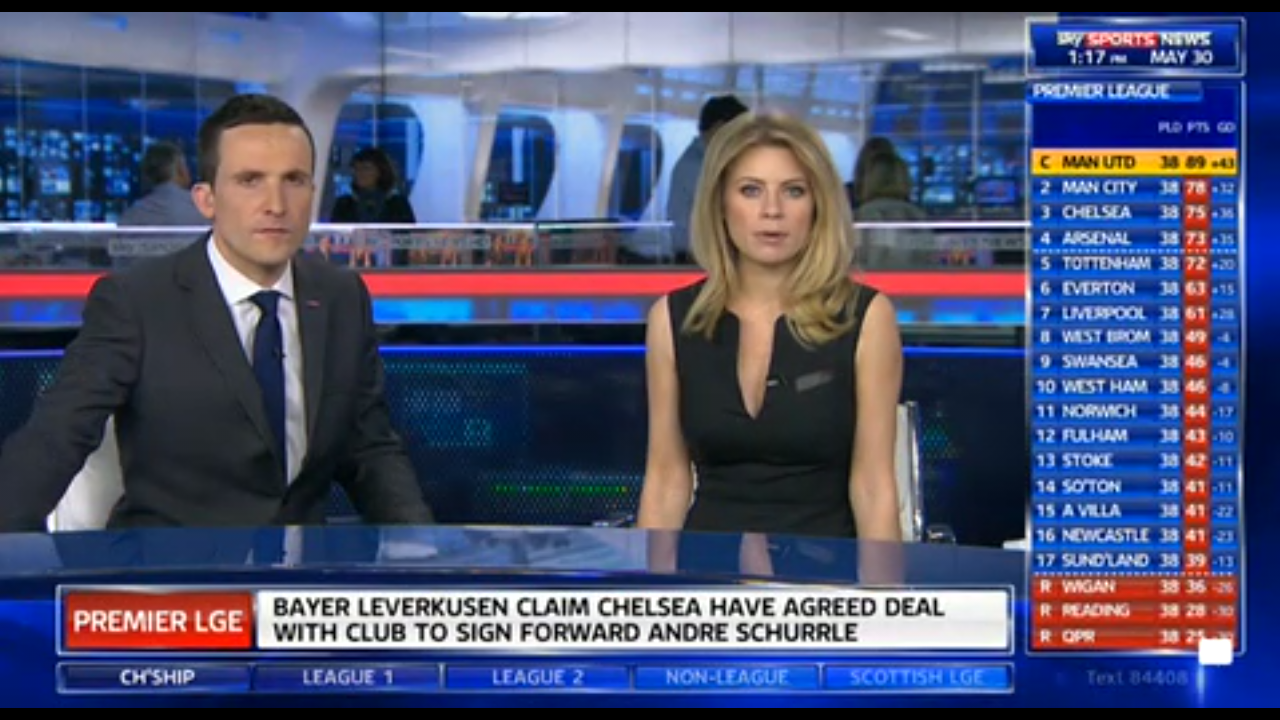 sky SPORTS NEWS
1:17 PM MAY 30
PREMIER LEAGUE
PLD PTS GD
C MAN UTD 38 89 +43
2 MAN CITY 38 78 +32
3 CHELSEA 38 75 +36
4 ARSENAL 38 73 +35
5 TOTTENHAM 38 72 +20
6 EVERTON 38 63 +15
7 LIVERPOOL 38 61 +28
8 WEST BROM 38 49 -4
9 SWANSEA 38 46 -4
10 WEST HAM 38 46 -8
11 NORWICH 38 44 -17
12 FULHAM 38 43 -10
13 STOKE 38 42 -11
14 SO'TON 38 41 -11
15 A VILLA 38 41 -22
16 NEWCASTLE 38 41 -23
17 SUND'LAND 38 39 -13
R WIGAN 38 36 -26
R READING 38 28 -30
R QPR 38 25
PREMIER LGE
BAYER LEVERKUSEN CLAIM CHELSEA HAVE AGREED DEAL
WITH CLUB TO SIGN FORWARD ANDRE SCHURRLE
CH'SHIP LEAGUE 1 LEAGUE 2 NON-LEAGUE SCOTTISH LGE
Text 84408